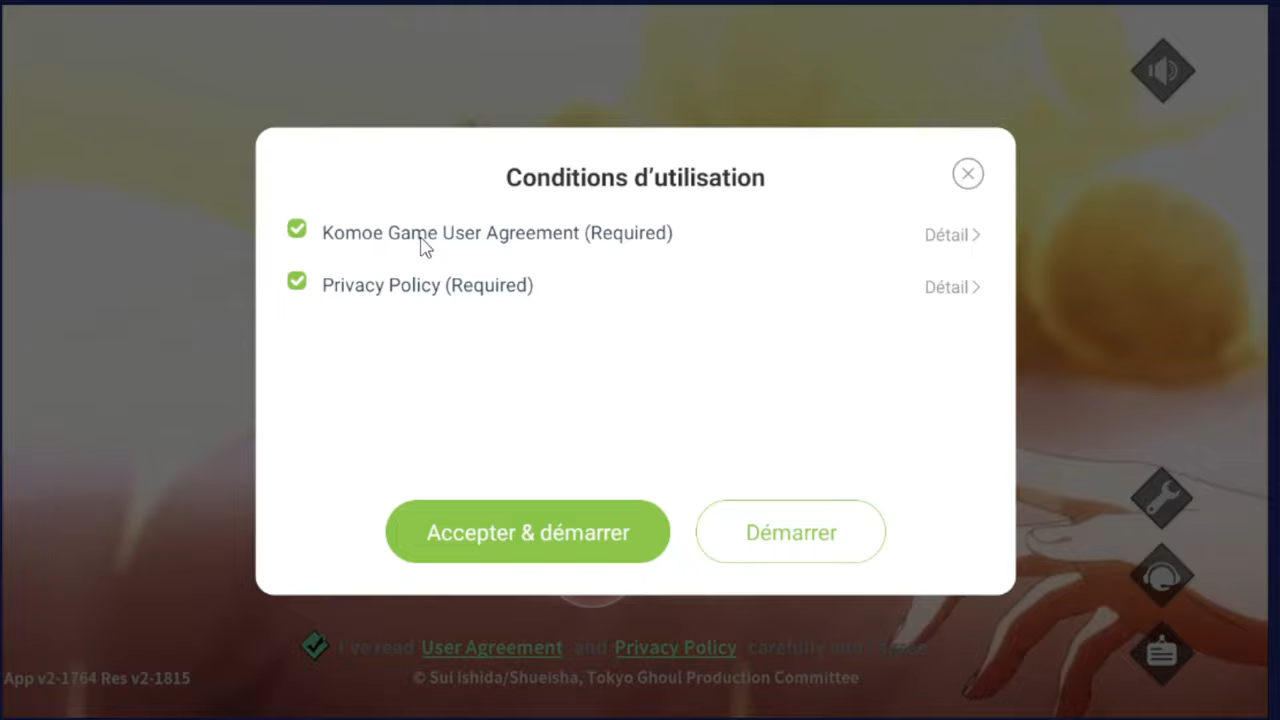 Conditions d'utilisation
Komoe Game User Agreement (Required)
Détail
Privacy Policy (Required)
Détail
Accepter & démarrer
Démarrer
I've read User Agreement and Privacy Policy carefully and agree
App v2-1764 Res v2-1815
© Sui Ishida/Shueisha, Tokyo Ghoul Production Committee